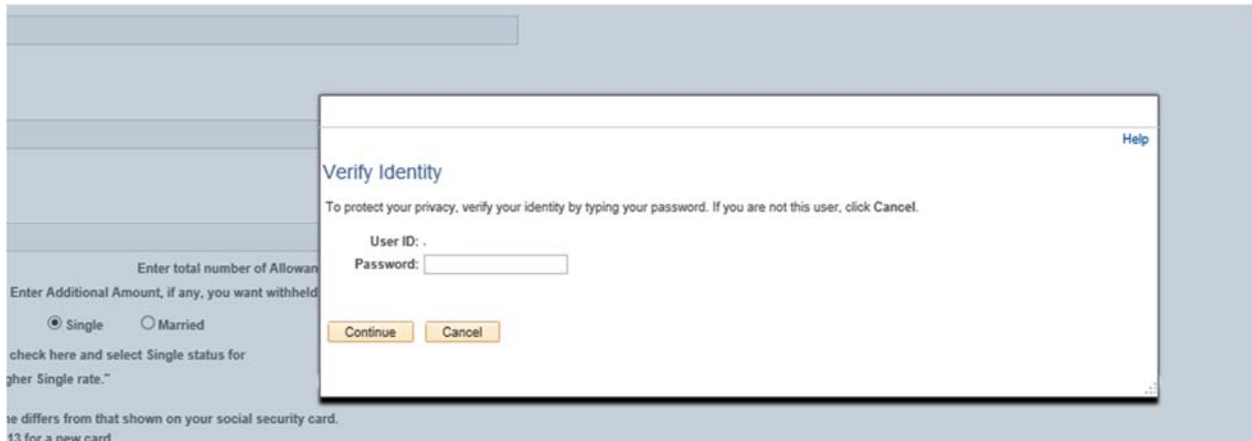 Help
Verify Identity
To protect your privacy, verify your identity by typing your password. If you are not this user, click Cancel.
User ID: .
Password:
Continue Cancel
Enter total number of
Enter Additional Amount, if any, you want withheld
Single Married
check here and select Single status for
Single rate."
differs from that shown on your social security card.
13 for a new card